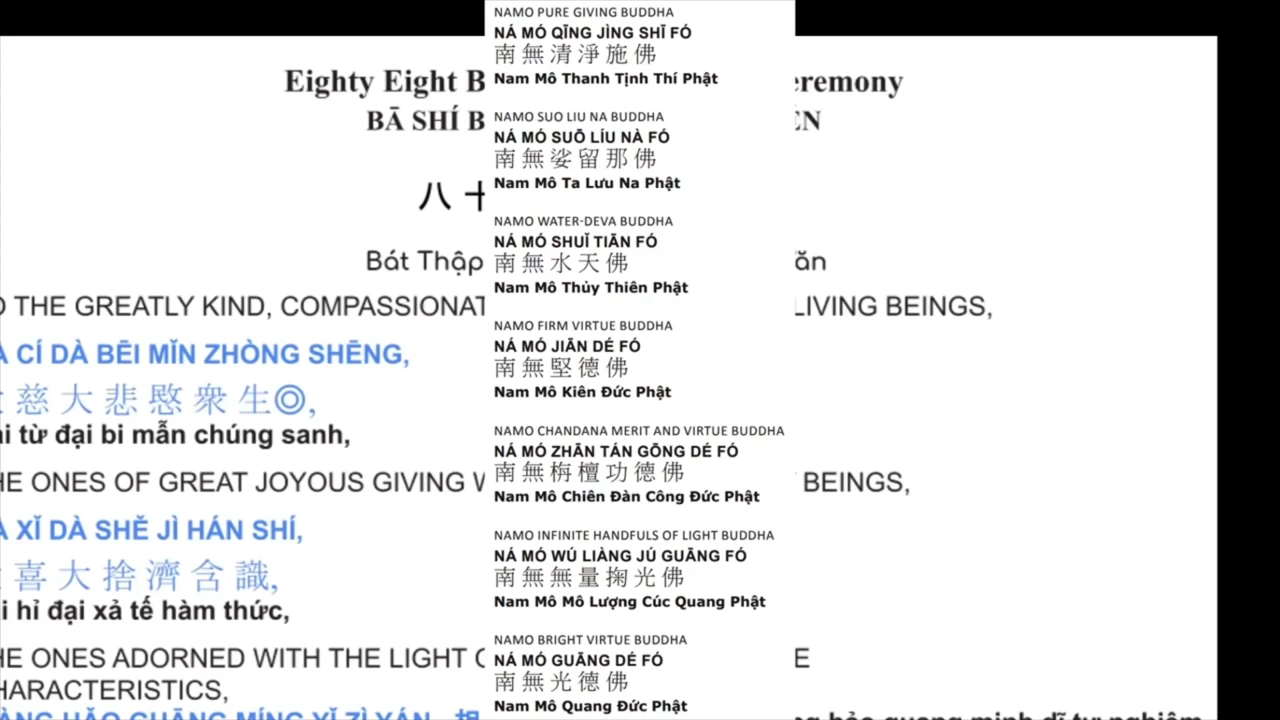 NAMO PURE GIVING BUDDHA
NÁ MÓ QĪNG JÌNG SHĪ FÓ
南無清淨施佛
Nam Mô Thanh Tịnh Thí Phật
NAMO SUO LIU NA BUDDHA
NÁ MÓ SUŌ LÍU NÀ FÓ
南無娑留那佛
Nam Mô Ta Lưu Na Phật
NAMO WATER-DEVA BUDDHA
NÁ MÓ SHUǏ TIĀN FÓ
南無水天佛
Nam Mô Thủy Thiên Phật
NAMO FIRM VIRTUE BUDDHA
NÁ MÓ JIĀN DÉ FÓ
南無堅德佛
Nam Mô Kiên Đức Phật
NAMO CHANDANA MERIT AND VIRTUE BUDDHA
NÁ MÓ ZHĀN TÁN GŌNG DÉ FÓ
南無栴檀功德佛
Nam Mô Chiên Đàn Công Đức Phật
NAMO INFINITE HANDFULS OF LIGHT BUDDHA
NÁ MÓ WÚ LIÀNG JÚ GUĀNG FÓ
南無無量掬光佛
Nam Mô Mô Lượng Cúc Quang Phật
NAMO BRIGHT VIRTUE BUDDHA
NÁ MÓ GUĀNG DÉ FÓ
南無光德佛
Nam Mô Quang Đức Phật
Eighty Eight B
BĀ SHÍ B
八
Bát Thập
THE GREATLY KIND, COMPASSIONAT LIVING BEINGS,
CÍ DÀ BĒI MǏN ZHÒNG SHĒNG,
慈大悲愍衆生◎,
từ đại bi mẫn chúng sanh,
ONES OF GREAT JOYOUS GIVING BEINGS,
XǏ DÀ SHĚ JÌ HÁN SHÍ,
喜大捨濟含識,
hỉ đại xả tế hàm thức,
ONES ADORNED WITH THE LIGHT
HARACTERISTICS,